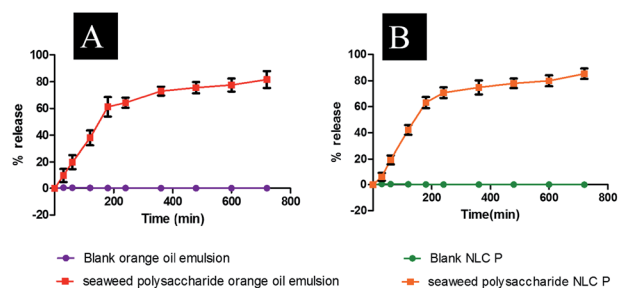 A
100
80
60
40
20
0
-20
% release
200 400 600 800
Time (min)
Blank orange oil emulsion
seaweed polysaccharide orange oil emulsion
B
100
80
60
40
20
0
-20
% release
200 400 600 800
Time(min)
Blank NLC P
seaweed polysaccharide NLC P